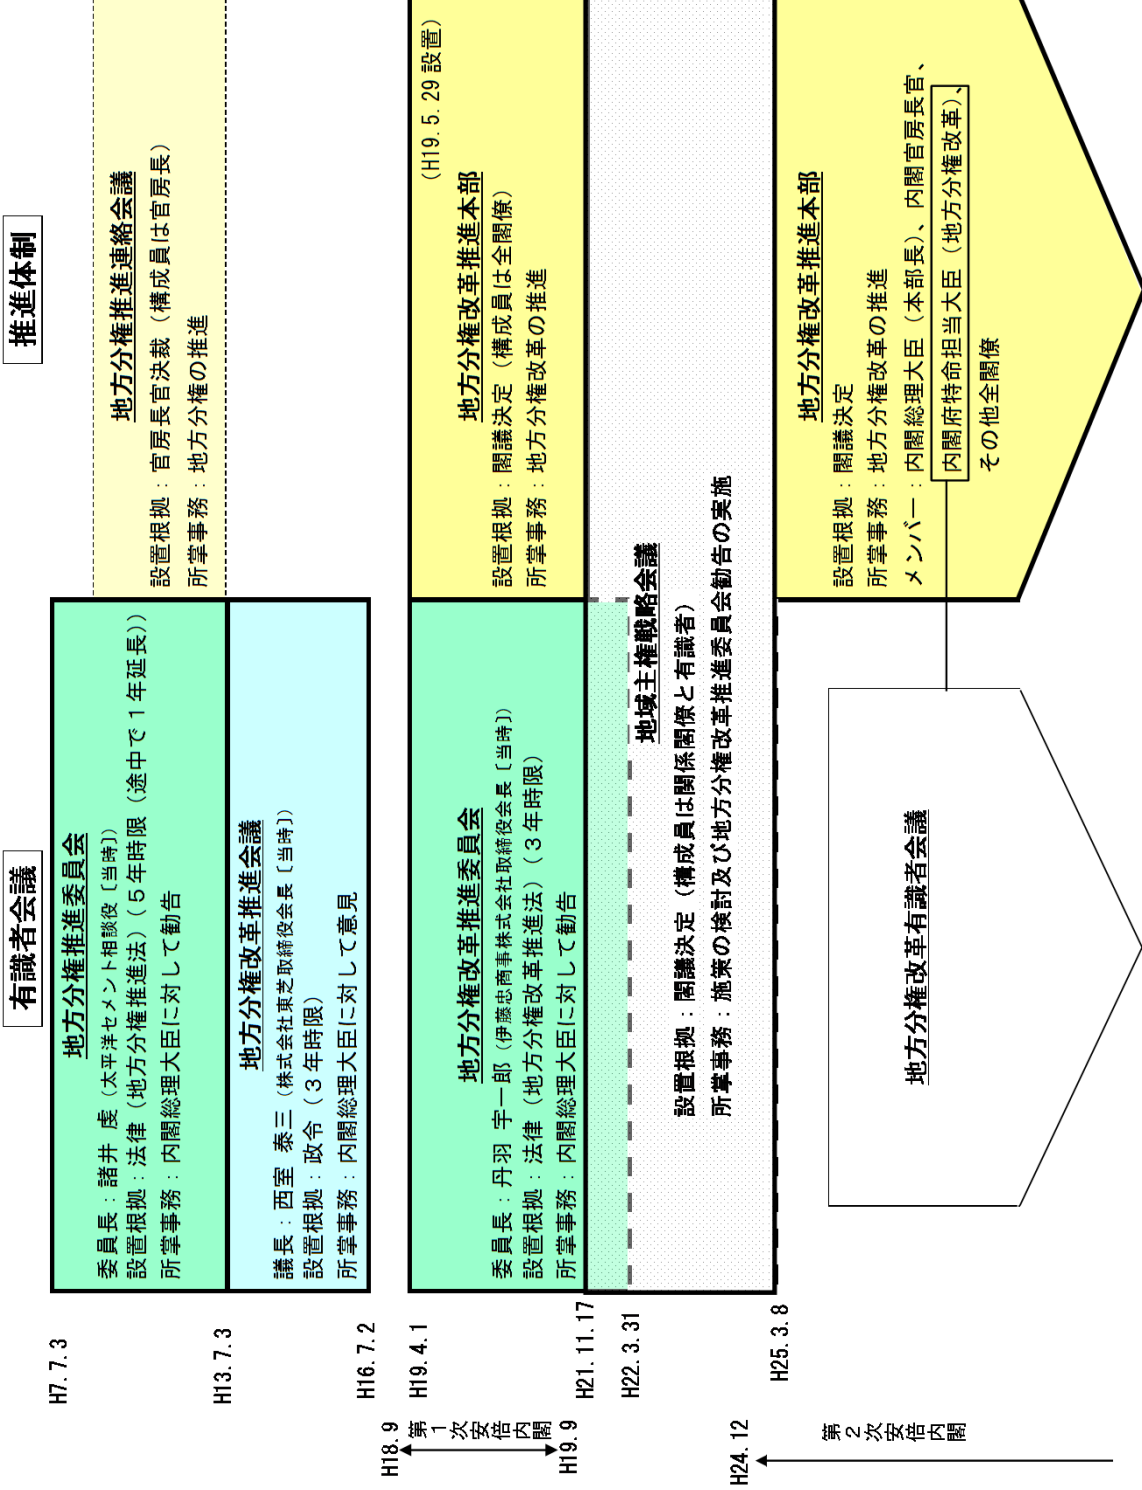 有識者会議
推進体制
H7.7.3
地方分権推進委員会
委員長：諸井 虔（太平洋セメント相談役〔当時〕）
設置根拠：法律（地方分権推進法）（５年時限（途中で１年延長））
所掌事務：内閣総理大臣に対して勧告
地方分権推進連絡会議
設置根拠：官房長官決裁（構成員は官房長）
所掌事務：地方分権の推進
H13.7.3
地方分権改革推進会議
議長：西室 泰三（株式会社東芝取締役会長〔当時〕）
設置根拠：政令（３年時限）
所掌事務：内閣総理大臣に対して意見
H16.7.2
H18.9
第１次安倍内閣
H19.9
H19.4.1
地方分権改革推進委員会
委員長：丹羽 宇一郎（伊藤忠商事株式会社取締役会長〔当時〕）
設置根拠：法律（地方分権改革推進法）（３年時限）
所掌事務：内閣総理大臣に対して勧告
（H19.5.29 設置）
地方分権改革推進本部
設置根拠：閣議決定（構成員は全閣僚）
所掌事務：地方分権改革の推進
H21.11.17
H22.3.31
地域主権戦略会議
設置根拠：閣議決定（構成員は関係閣僚と有識者）
所掌事務：施策の検討及び地方分権改革推進委員会勧告の実施
H24.12
第２次安倍内閣
H25.3.8
地方分権改革有識者会議
地方分権改革推進本部
設置根拠：閣議決定
所掌事務：地方分権改革の推進
メンバー：内閣総理大臣（本部長）、内閣官房長官、
内閣府特命担当大臣（地方分権改革）、
その他全閣僚